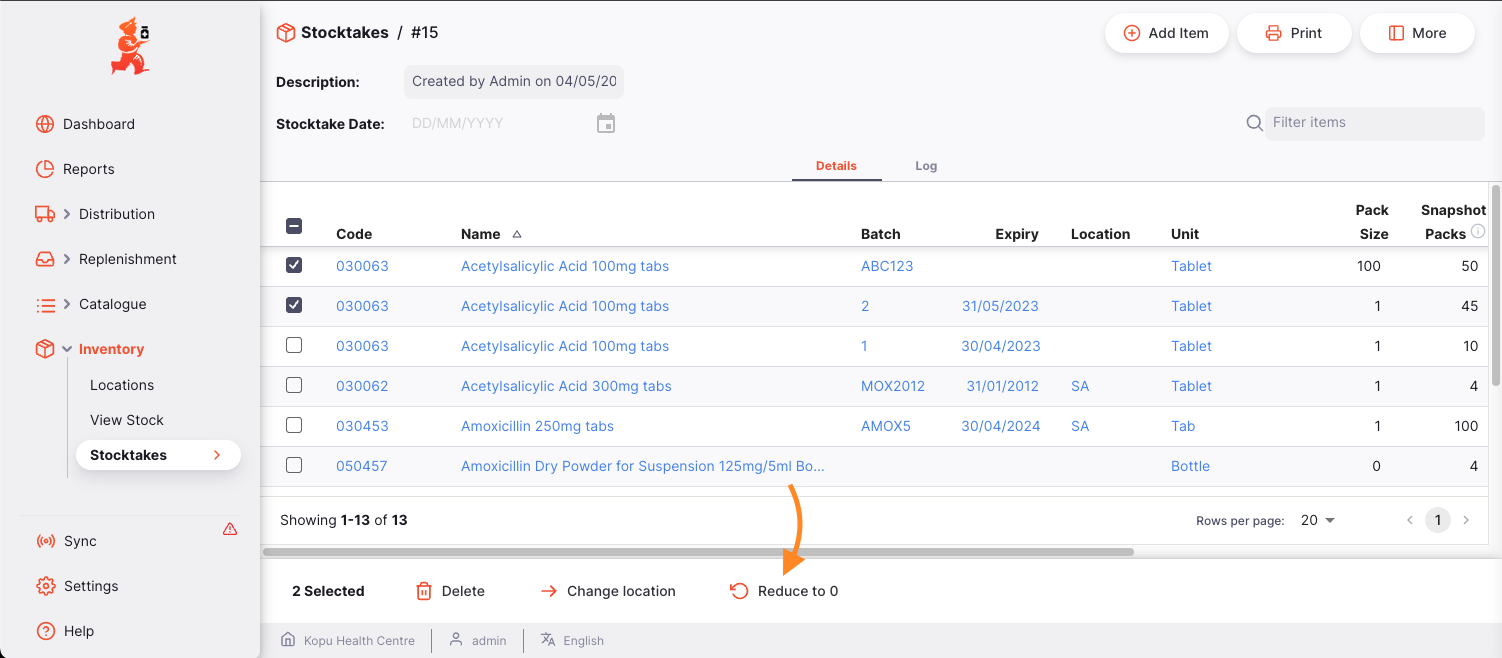 Stocktakes / #15
Add Item
Print
More
Description:
Created by Admin on 04/05/20
Stocktake Date:
DD/MM/YYYY
Filter items
Details
Log
Dashboard
Reports
Distribution
Replenishment
Catalogue
Inventory
Locations
View Stock
Stocktakes
Sync
Settings
Help
Code Name Batch Expiry Location Unit Pack Size Snapshot Packs
030063 Acetylsalicylic Acid 100mg tabs ABC123 Tablet 100 50
030063 Acetylsalicylic Acid 100mg tabs 2 31/05/2023 Tablet 1 45
030063 Acetylsalicylic Acid 100mg tabs 1 30/04/2023 Tablet 1 10
030062 Acetylsalicylic Acid 300mg tabs MOX2012 31/01/2012 SA Tablet 1 4
030453 Amoxicillin 250mg tabs AMOX5 30/04/2024 SA Tab 1 100
050457 Amoxicillin Dry Powder for Suspension 125mg/5ml Bo... Bottle 0 4
Showing 1-13 of 13
Rows per page: 20
1
2 Selected
Delete
Change location
Reduce to 0
Kopu Health Centre
admin
English